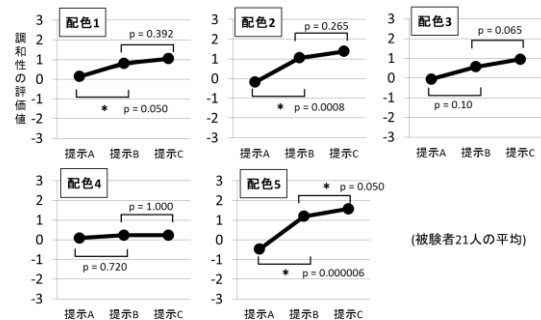 調和性の評価値
配色1
3
2
1
0
-1
-2
-3
p = 0.392
* p = 0.050
提示A 提示B 提示C
配色2
3
2
1
0
-1
-2
-3
p = 0.265
* p = 0.0008
提示A 提示B 提示C
配色3
3
2
1
0
-1
-2
-3
p = 0.065
p = 0.10
提示A 提示B 提示C
配色4
3
2
1
0
-1
-2
-3
p = 1.000
p = 0.720
提示A 提示B 提示C
配色5
3
2
1
0
-1
-2
-3
* p = 0.050
* p = 0.000006
提示A 提示B 提示C
(被験者21人の平均)